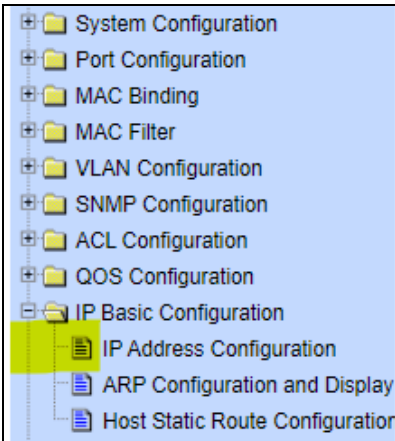 System Configuration
Port Configuration
MAC Binding
MAC Filter
VLAN Configuration
SNMP Configuration
ACL Configuration
QOS Configuration
IP Basic Configuration
IP Address Configuration
ARP Configuration and Display
Host Static Route Configuration